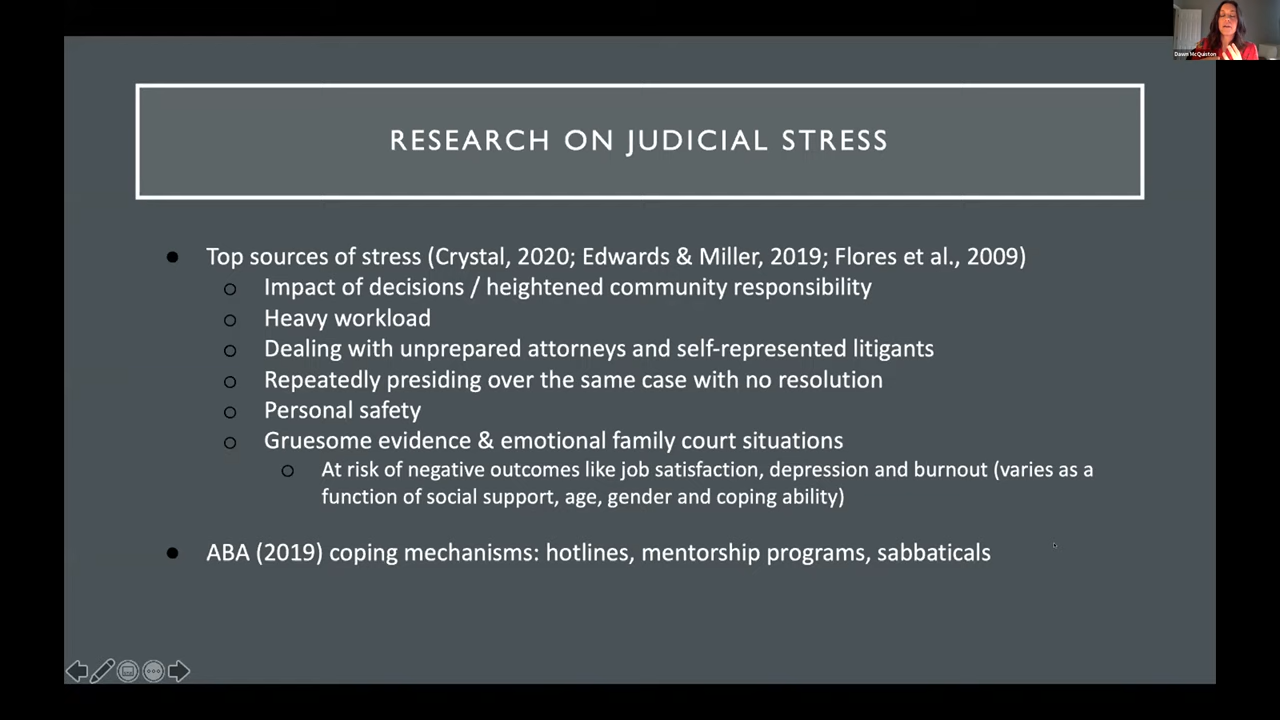 Dawn McQuiston
RESEARCH ON JUDICIAL STRESS
● Top sources of stress (Crystal, 2020; Edwards & Miller, 2019; Flores et al., 2009)
○ Impact of decisions / heightened community responsibility
○ Heavy workload
○ Dealing with unprepared attorneys and self-represented litigants
○ Repeatedly presiding over the same case with no resolution
○ Personal safety
○ Gruesome evidence & emotional family court situations
○ At risk of negative outcomes like job satisfaction, depression and burnout (varies as a
function of social support, age, gender and coping ability)
● ABA (2019) coping mechanisms: hotlines, mentorship programs, sabbaticals